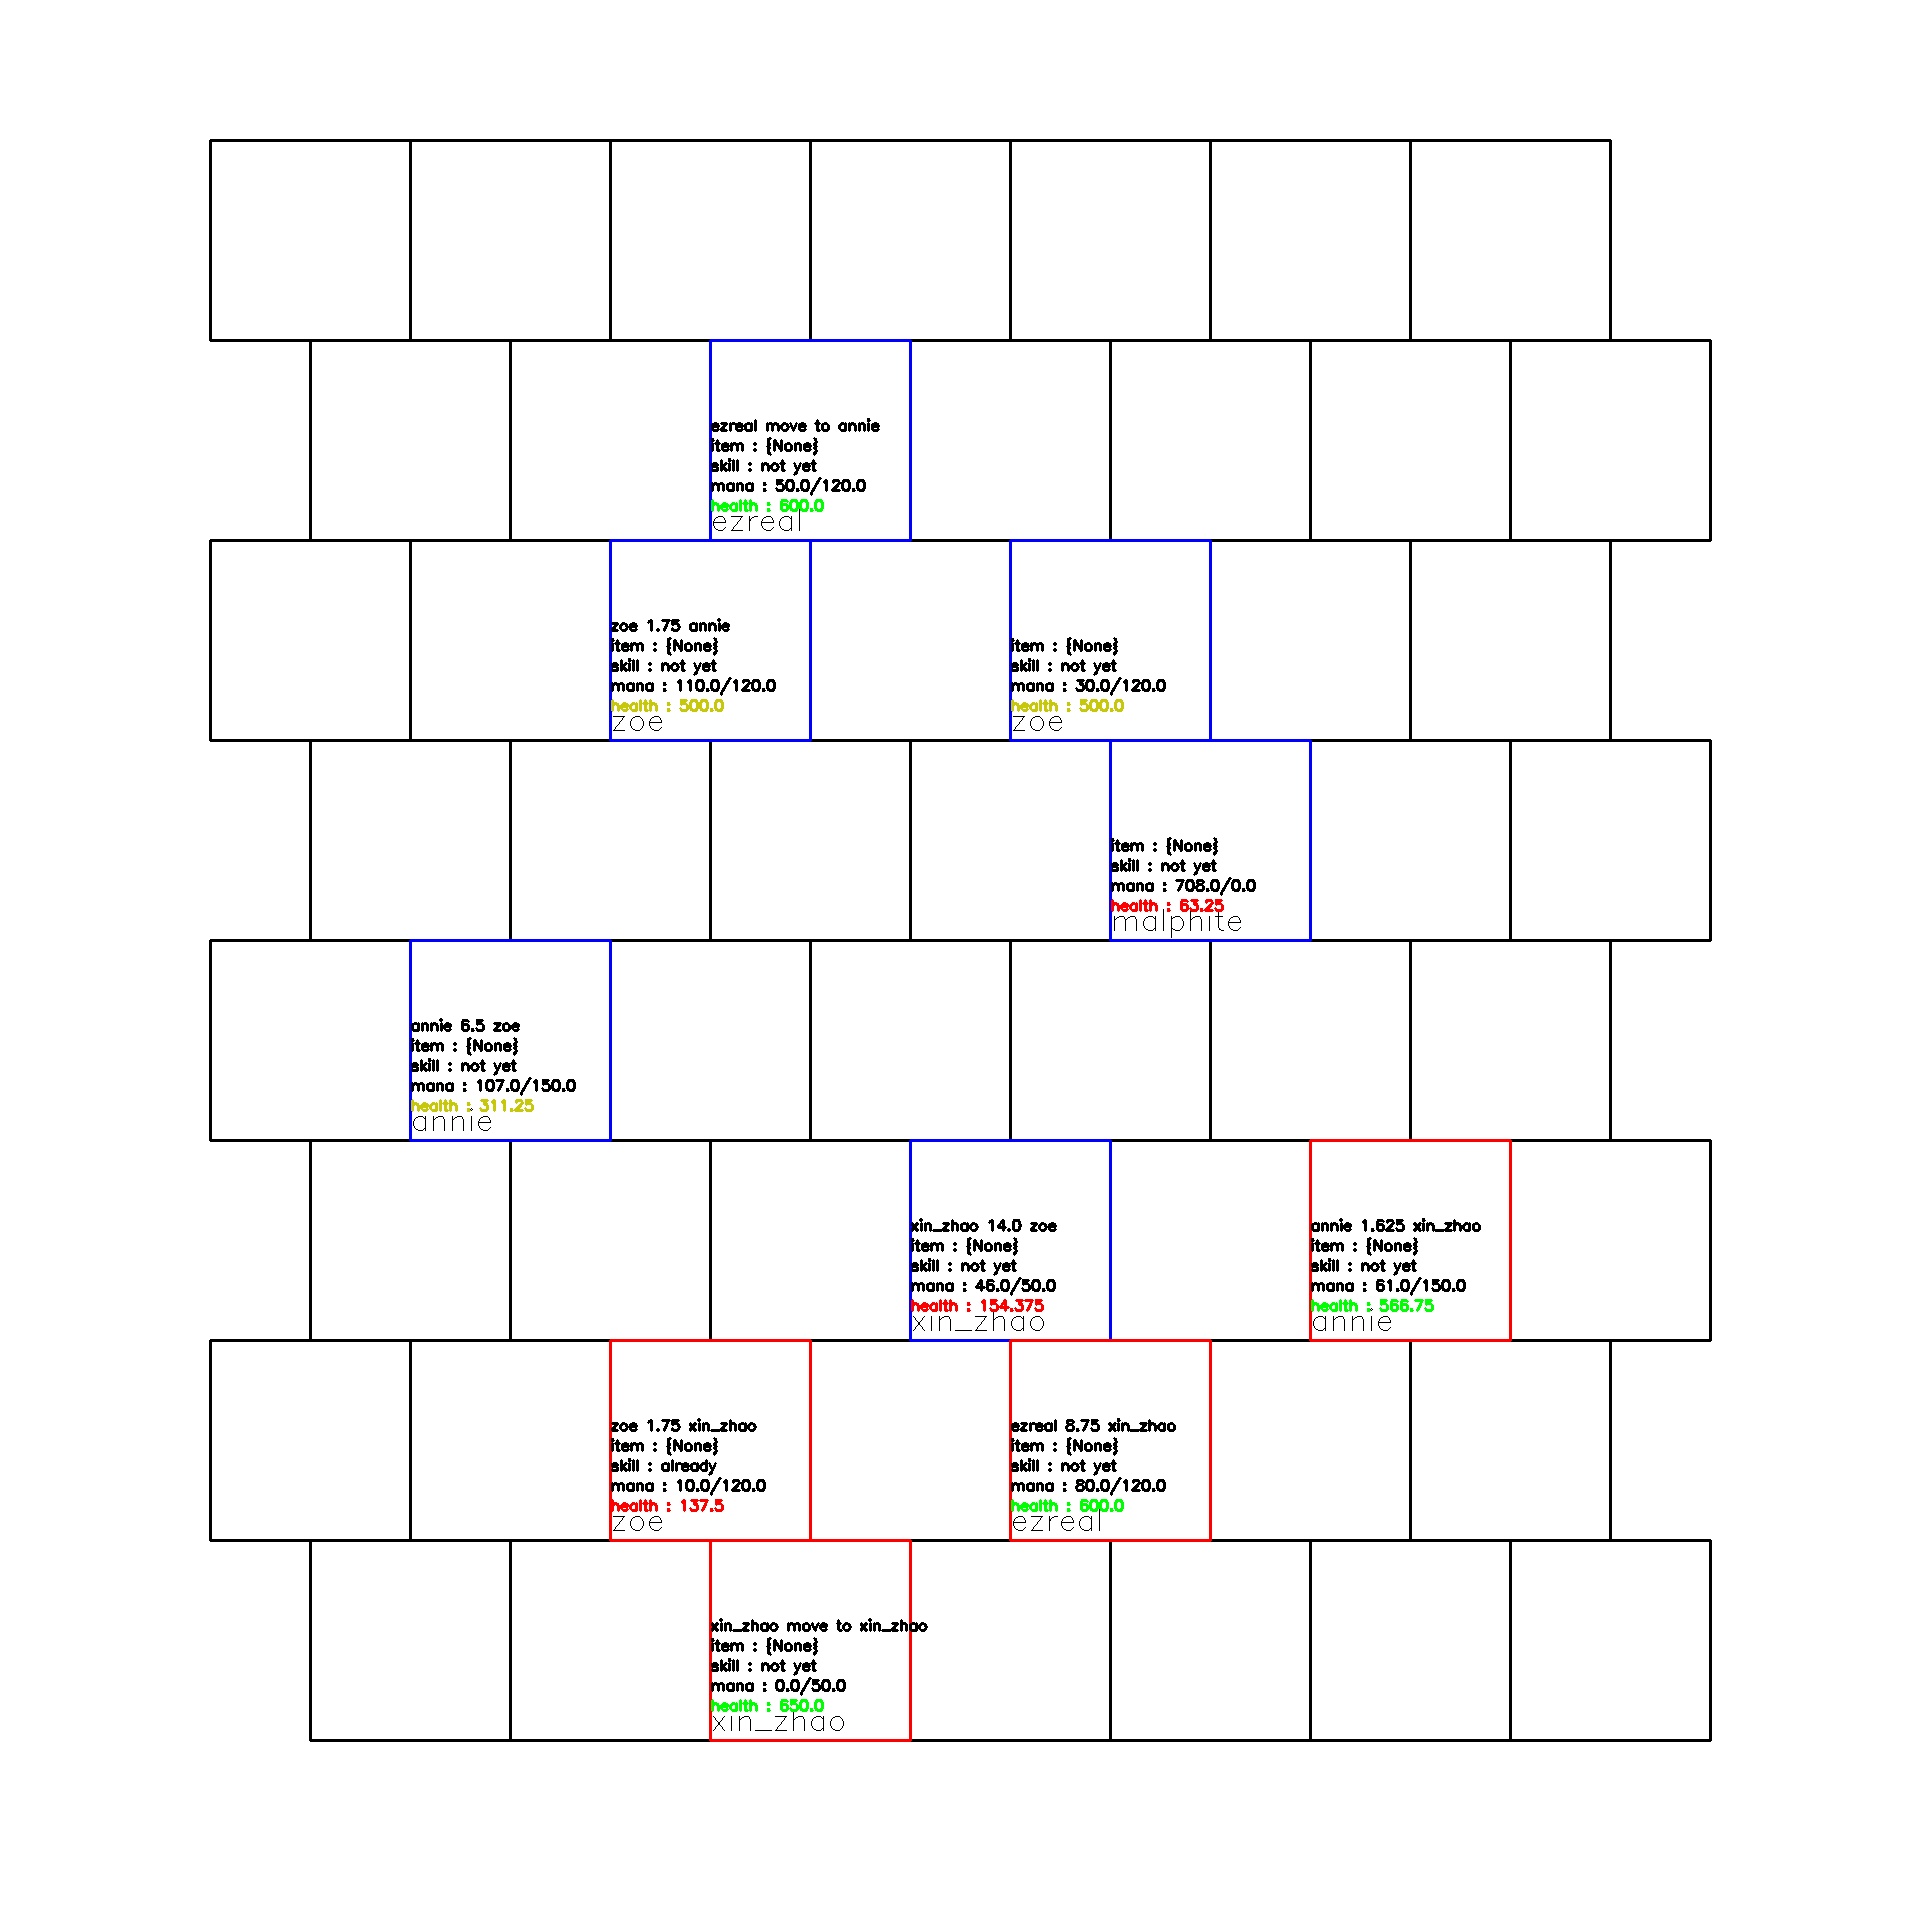 ezreal move to annie
item : {None}
skill : not yet
mana : 50.0/120.0
health : 600.0
ezreal
zoe 1.75 annie
item : {None}
skill : not yet
mana : 110.0/120.0
health : 500.0
zoe
item : {None}
skill : not yet
mana : 30.0/120.0
health : 500.0
zoe
item : {None}
skill : not yet
mana : 708.0/0.0
health : 63.25
malphite
annie 6.5 zoe
item : {None}
skill : not yet
mana : 107.0/150.0
health : 311.25
annie
xin_zhao 14.0 zoe
item : {None}
skill : not yet
mana : 46.0/50.0
health : 154.375
xin_zhao
annie 1.625 xin_zhao
item : {None}
skill : not yet
mana : 61.0/150.0
health : 566.75
annie
zoe 1.75 xin_zhao
item : {None}
skill : already
mana : 10.0/120.0
health : 137.5
zoe
ezreal 8.75 xin_zhao
item : {None}
skill : not yet
mana : 80.0/120.0
health : 600.0
ezreal
xin_zhao move to xin_zhao
item : {None}
skill : not yet
mana : 0.0/50.0
health : 650.0
xin_zhao